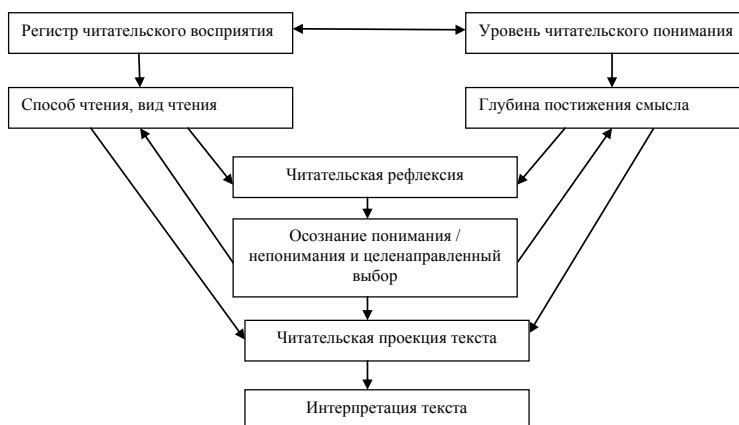 Регистр читательского восприятия
Уровень читательского понимания
Способ чтения, вид чтения
Глубина постижения смысла
Читательская рефлексия
Осознание понимания /
непонимания и целенаправленный
выбор
Читательская проекция текста
Интерпретация текста